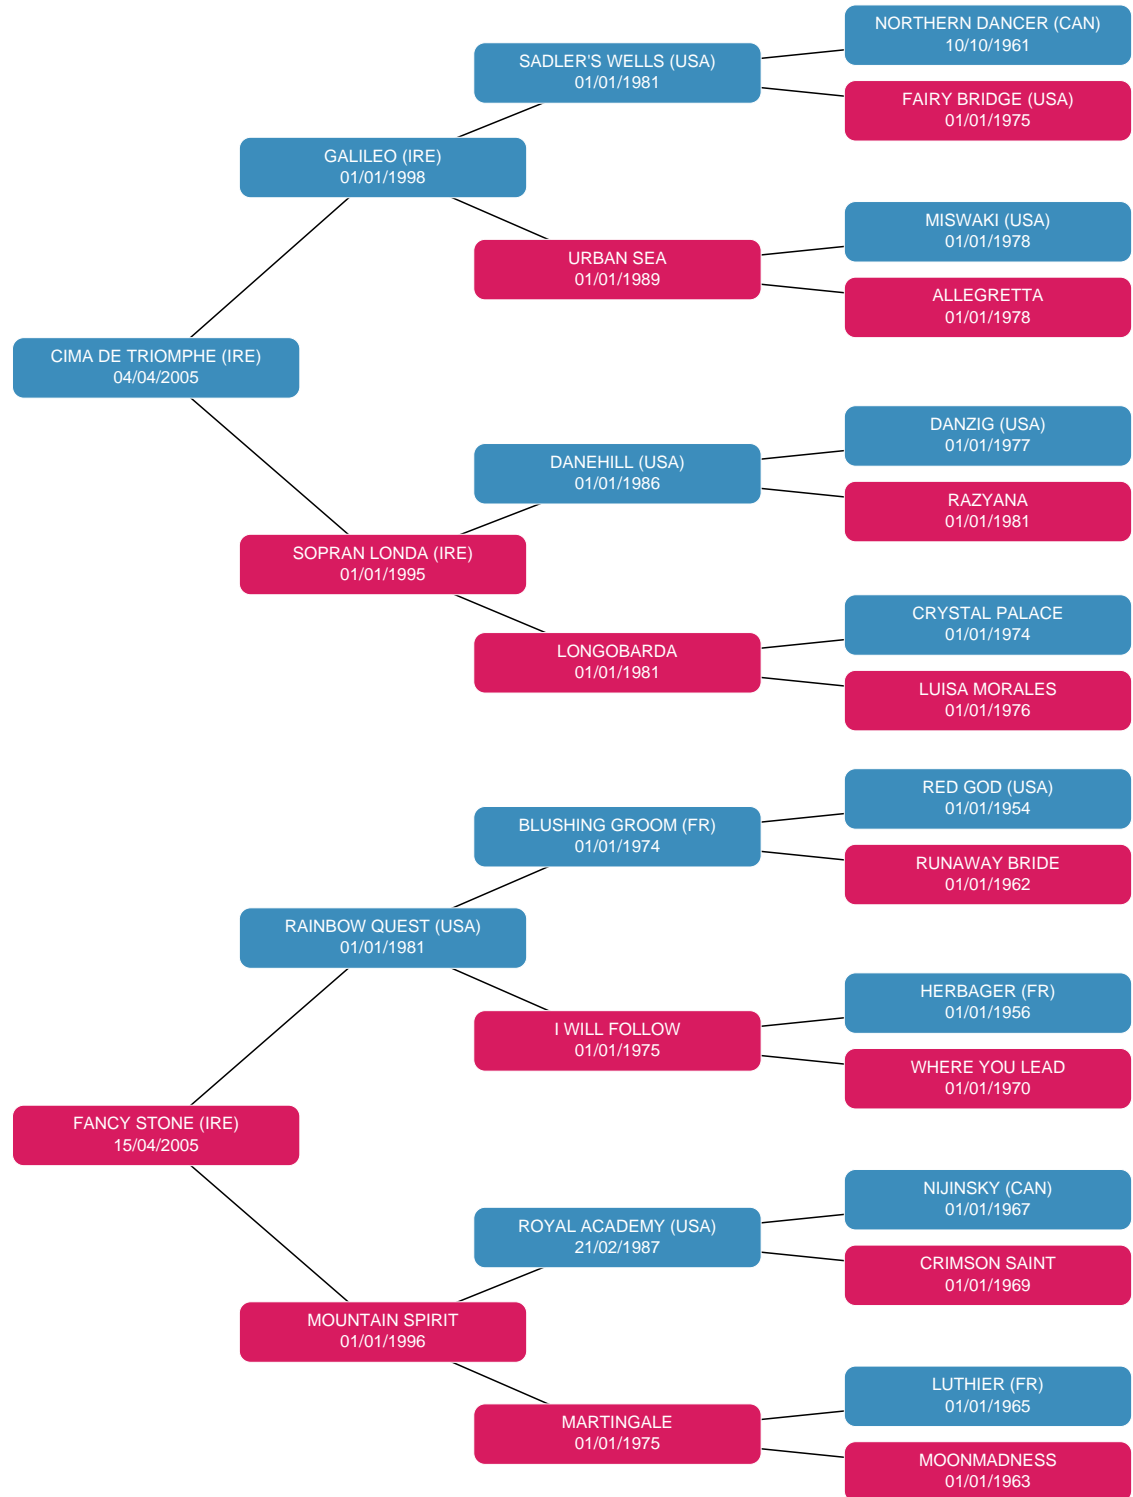 NORTHERN DANCER (CAN)
10/10/1961
SADLER'S WELLS (USA)
01/01/1981
FAIRY BRIDGE (USA)
01/01/1975
GALILEO (IRE)
01/01/1998
MISWAKI (USA)
01/01/1978
URBAN SEA
01/01/1989
ALLEGRETTA
01/01/1978
CIMA DE TRIOMPHE (IRE)
04/04/2005
DANZIG (USA)
01/01/1977
DANEHILL (USA)
01/01/1986
RAZYANA
01/01/1981
SOPRAN LONDA (IRE)
01/01/1995
CRYSTAL PALACE
01/01/1974
LONGOBARDA
01/01/1981
LUISA MORALES
01/01/1976
RED GOD (USA)
01/01/1954
BLUSHING GROOM (FR)
01/01/1974
RUNAWAY BRIDE
01/01/1962
RAINBOW QUEST (USA)
01/01/1981
HERBAGER (FR)
01/01/1956
I WILL FOLLOW
01/01/1975
WHERE YOU LEAD
01/01/1970
FANCY STONE (IRE)
15/04/2005
NIJINSKY (CAN)
01/01/1967
ROYAL ACADEMY (USA)
21/02/1987
CRIMSON SAINT
01/01/1969
MOUNTAIN SPIRIT
01/01/1996
LUTHIER (FR)
01/01/1965
MARTINGALE
01/01/1975
MOONMADNESS
01/01/1963